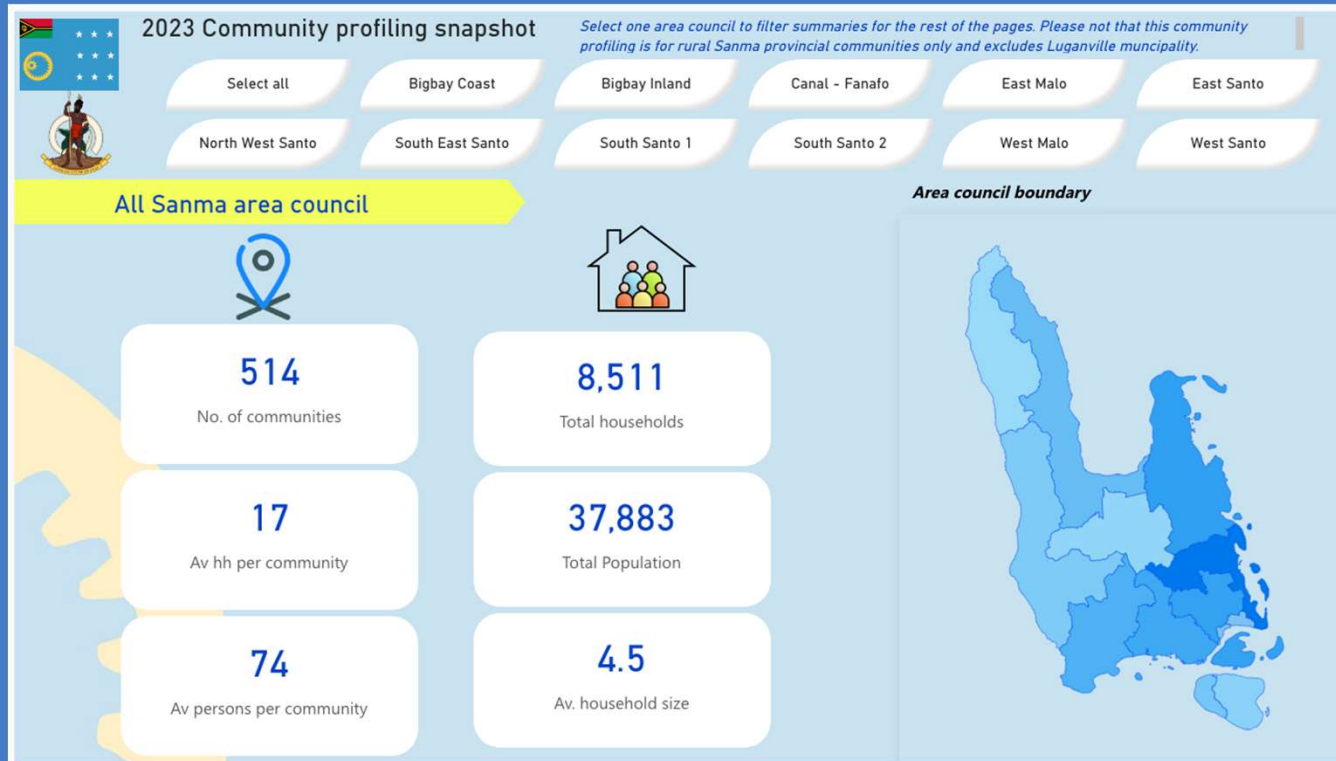 2023 Community profiling snapshot
Select one area council to filter summaries for the rest of the pages. Please not that this community
profiling is for rural Sanma provincial communities only and excludes Luganville muncipality.
Select all
Bigbay Coast
Bigbay Inland
Canal - Fanafo
East Malo
East Santo
North West Santo
South East Santo
South Santo 1
South Santo 2
West Malo
West Santo
All Sanma area council
Area council boundary
514
No. of communities
8,511
Total households
17
Av hh per community
37,883
Total Population
74
Av persons per community
4.5
Av. household size